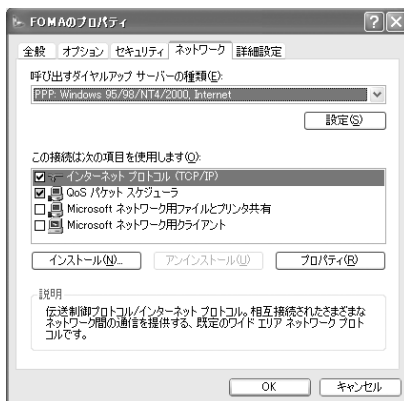 FOMAのプロパティ
全般 オプション セキュリティ ネットワーク 詳細設定
呼び出すダイヤルアップ サーバーの種類(E):
PPP: Windows 95/98/NT4/2000, Internet
設定(S)
この接続は次の項目を使用します(O):
インターネット プロトコル (TCP/IP)
QoS パケット スケジューラ
Microsoft ネットワーク用ファイルとプリンタ共有
Microsoft ネットワーク用クライアント
インストール(N)... アンインストール(U) プロパティ(R)
説明
伝送制御プロトコル/インターネット プロトコル。相互接続されたさまざまな
ネットワーク間の通信を提供する、既定のワイド エリア ネットワーク プロト
コルです。
OK キャンセル